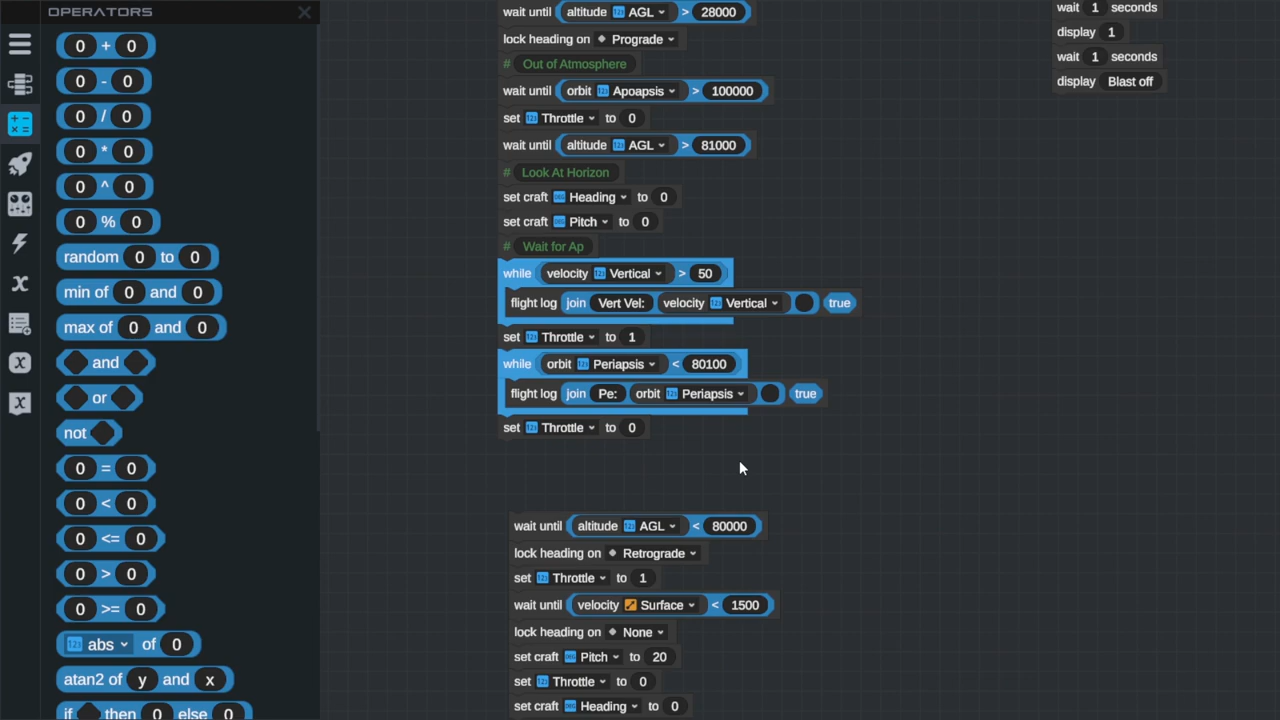 OPERATORS
0 + 0
0 - 0
0 / 0
0 * 0
0 ^ 0
0 % 0
random 0 to 0
min of 0 and 0
max of 0 and 0
and
or
not
0 = 0
0 < 0
0 <= 0
0 > 0
0 >= 0
abs of 0
atan2 of y and x
if then 0 else 0
wait until altitude AGL > 28000
lock heading on Prograde
# Out of Atmosphere
wait until orbit Apoapsis > 100000
set Throttle to 0
wait until altitude AGL > 81000
# Look At Horizon
set craft Heading to 0
set craft Pitch to 0
# Wait for Ap
while velocity Vertical > 50
flight log join Vert Vel: velocity Vertical true
set Throttle to 1
while orbit Periapsis < 80100
flight log join Pe: orbit Periapsis true
set Throttle to 0
wait until altitude AGL < 80000
lock heading on Retrograde
set Throttle to 1
wait until velocity Surface < 1500
lock heading on None
set craft Pitch to 20
set Throttle to 0
set craft Heading to 0
wait 1 seconds
display 1
wait 1 seconds
display Blast off